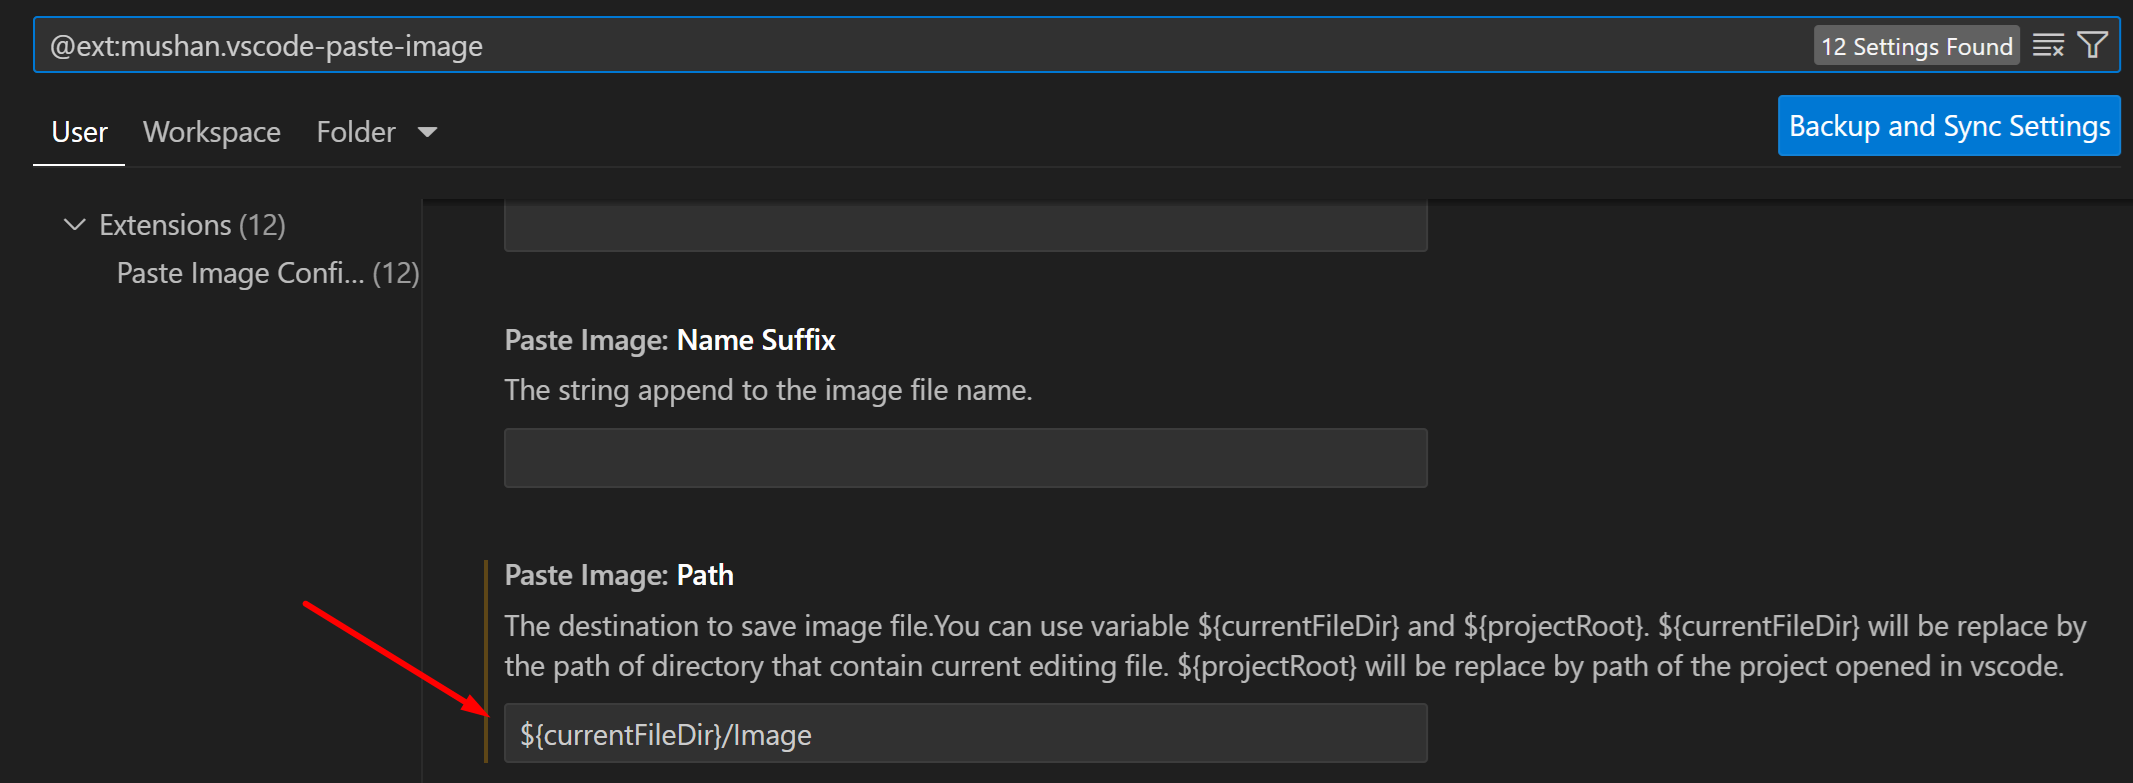 @ext:mushan.vscode-paste-image
12 Settings Found
User
Workspace
Folder
Backup and Sync Settings
Extensions (12)
Paste Image Confi... (12)
Paste Image: Name Suffix
The string append to the image file name.
Paste Image: Path
The destination to save image file.You can use variable ${currentFileDir} and ${projectRoot}. ${currentFileDir} will be replace by
the path of directory that contain current editing file. ${projectRoot} will be replace by path of the project opened in vscode.
${currentFileDir}/Image